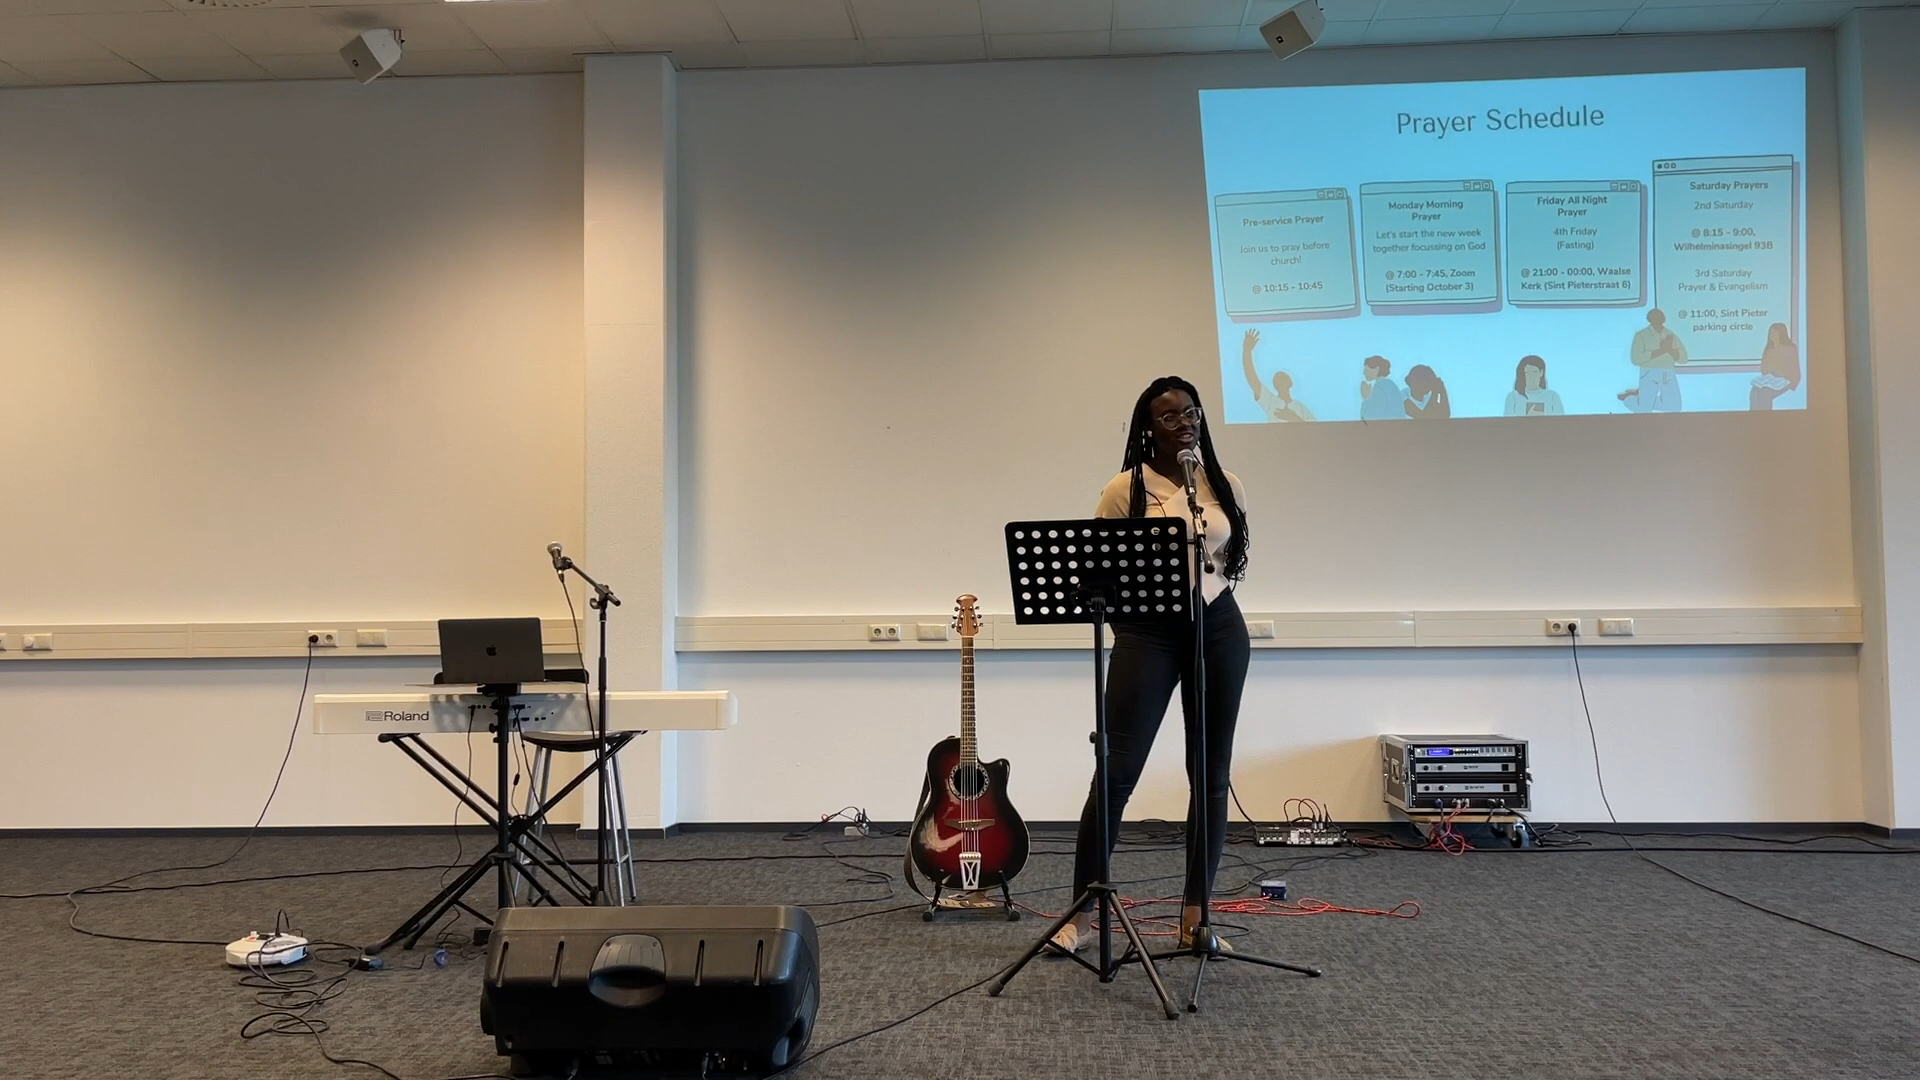 Prayer Schedule
Pre-service Prayer
Join us to pray before
church!
@ 10:15 - 10:45
Monday Morning
Prayer
Let's start the new week
together focussing on God
@ 7:00 - 7:45, Zoom
(Starting October 3)
Friday All Night
Prayer
4th Friday
(Fasting)
@ 21:00 - 00:00, Waalse
Kerk (Sint Pieterstraat 6)
Saturday Prayers
2nd Saturday
@ 8:15 - 9:00,
Wilhelminasingel 93B
3rd Saturday
Prayer & Evangelism
@ 11:00, Sint Pieter
parking circle
Roland